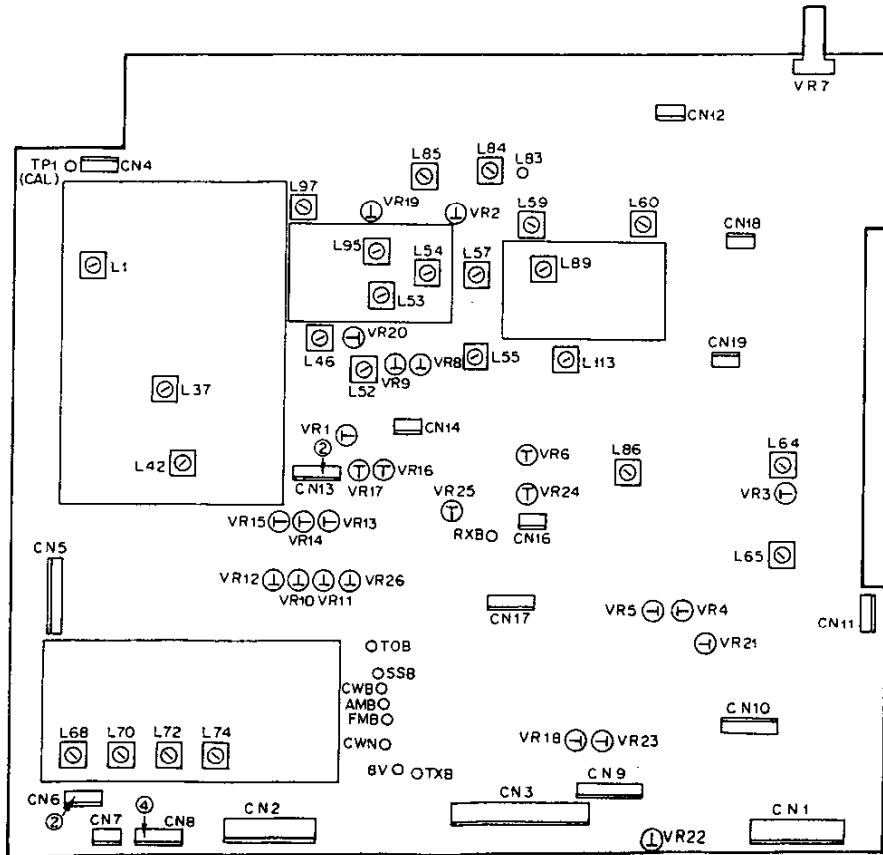 VR7
CN12
TP1
(CAL)
CN4
L85
L84
L83
L97
VR19
VR2
L59
L60
CN18
L1
L95
L54
L57
L89
L53
L46
VR20
L52
VR9
VR8
L55
L113
CN19
L37
VR1
CN14
②
L42
CN13
VR17
VR16
VR6
L86
L64
VR25
VR24
VR3
VR15
VR14
VR13
RXB
CN16
CN5
L65
VR12
VR10
VR11
VR26
CN17
VR5
VR4
CN11
VR21
TOB
SSB
CWB
AMB
FMB
CWN
L68
L70
L72
L74
CN10
VR18
VR23
8V
TXB
CN6
②
④
CN7
CN8
CN2
CN3
CN9
VR22
CN1